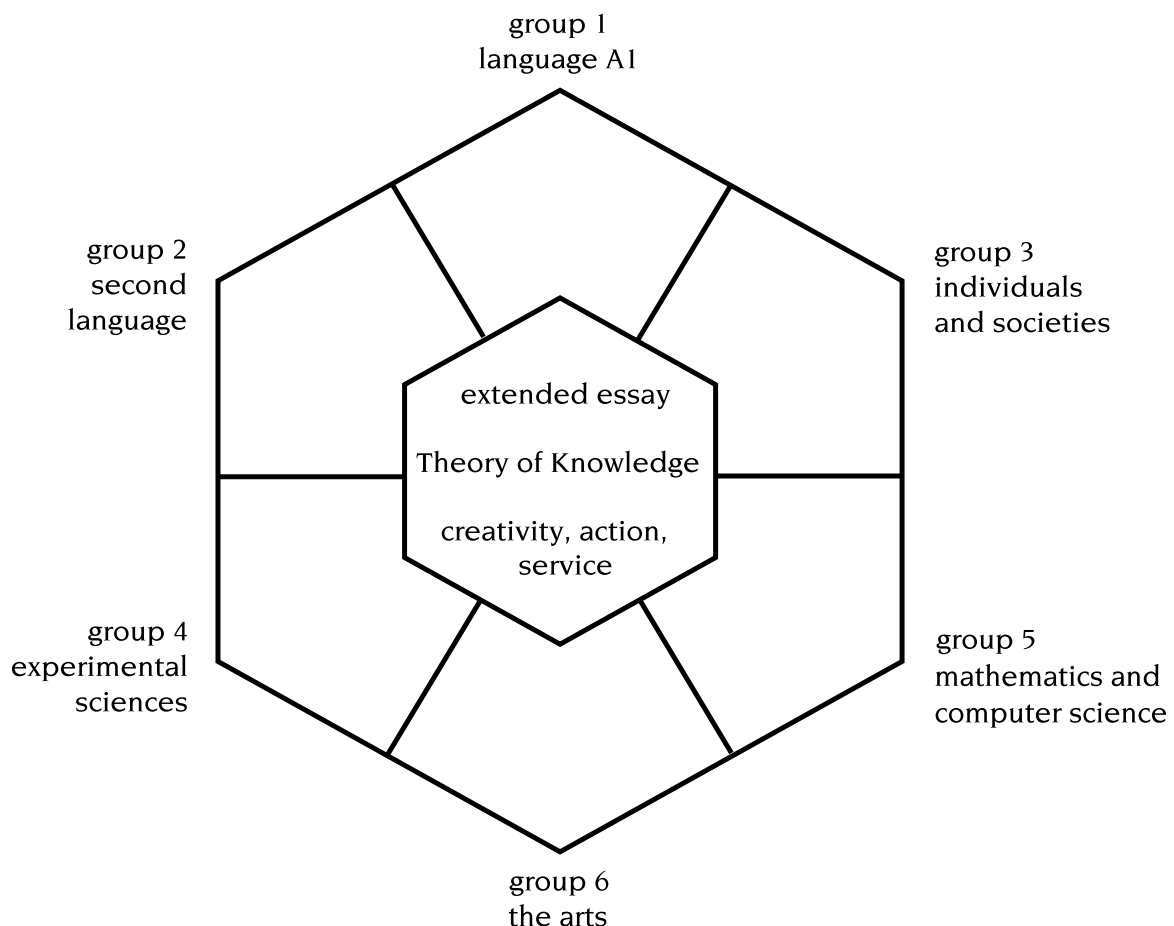 group 1
language A1
group 2
second
language
group 3
individuals
and societies
extended essay
Theory of Knowledge
creativity, action,
service
group 4
experimental
sciences
group 5
mathematics and
computer science
group 6
the arts